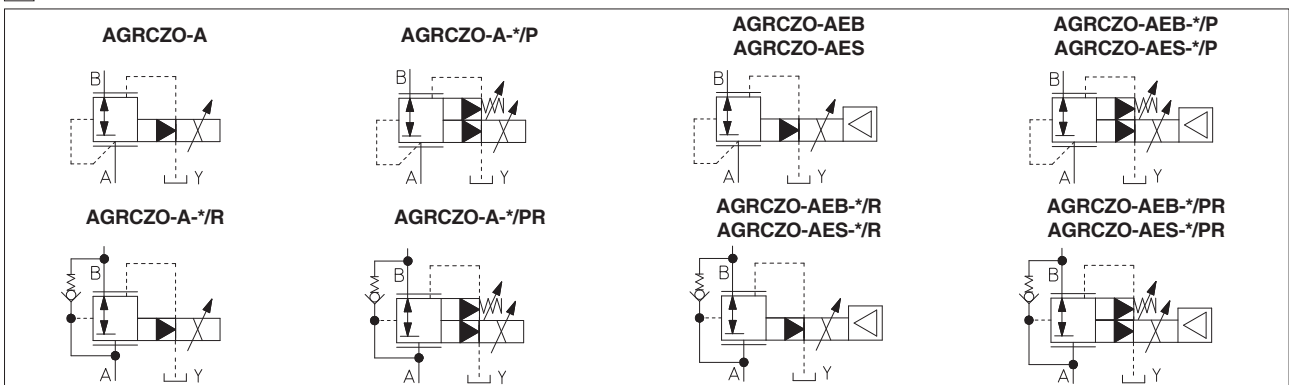 AGRCZO-A
B
A
Y
AGRCZO-A-*/P
B
A
Y
AGRCZO-AEB
AGRCZO-AES
B
A
Y
AGRCZO-AEB-*/P
AGRCZO-AES-*/P
B
A
Y
AGRCZO-A-*/R
B
A
Y
AGRCZO-A-*/PR
B
A
Y
AGRCZO-AEB-*/R
AGRCZO-AES-*/R
B
A
Y
AGRCZO-AEB-*/PR
AGRCZO-AES-*/PR
B
A
Y